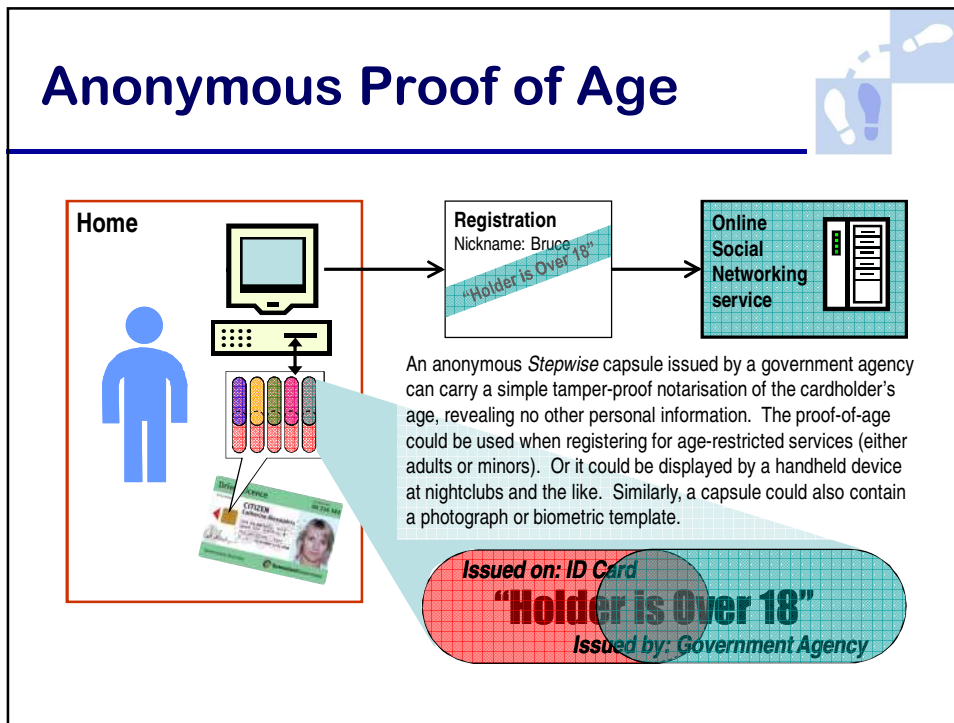 Anonymous Proof of Age
Home
Registration
Nickname: Bruce
"Holder is Over 18"
Online
Social
Networking
service
An anonymous Stepwise capsule issued by a government agency
can carry a simple tamper-proof notarisation of the cardholder's
age, revealing no other personal information.  The proof-of-age
could be used when registering for age-restricted services (either
adults or minors).  Or it could be displayed by a handheld device
at nightclubs and the like.  Similarly, a capsule could also contain
a photograph or biometric template.
Driver Licence
CITIZEN
Issued on: ID Card
"Holder is Over 18"
Issued by: Government Agency